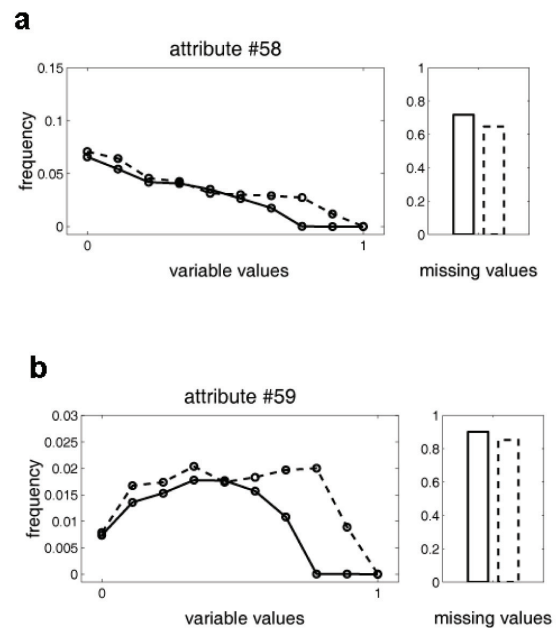 a
attribute #58
0.15
0.1
0.05
0
frequency
0
1
variable values
1
0.8
0.6
0.4
0.2
0
missing values
b
attribute #59
0.03
0.025
0.02
0.015
0.01
0.005
0
frequency
0
1
variable values
1
0.8
0.6
0.4
0.2
0
missing values